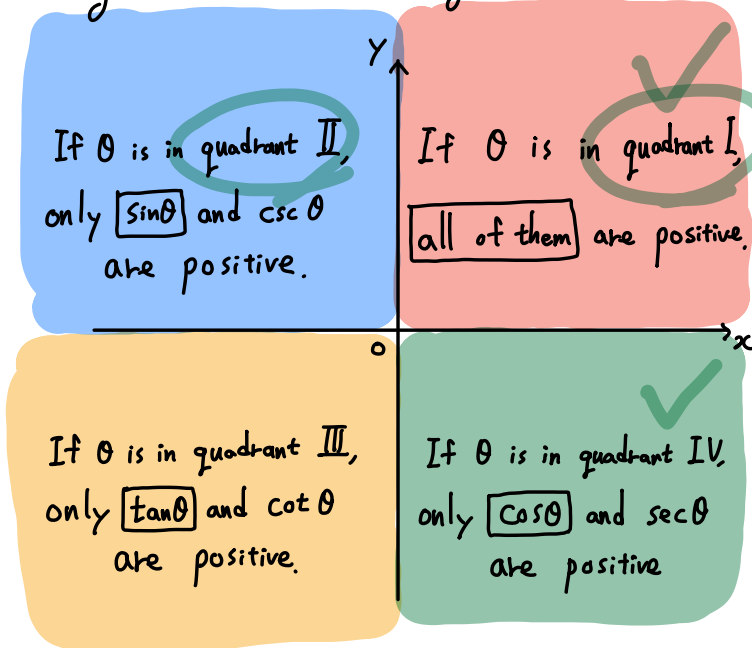 y
If θ is in quadrant II,
only sinθ and csc θ
are positive.
If θ is in quadrant I,
all of them are positive.
0
x
If θ is in quadrant III,
only tanθ and cot θ
are positive.
If θ is in quadrant IV,
only cosθ and secθ
are positive